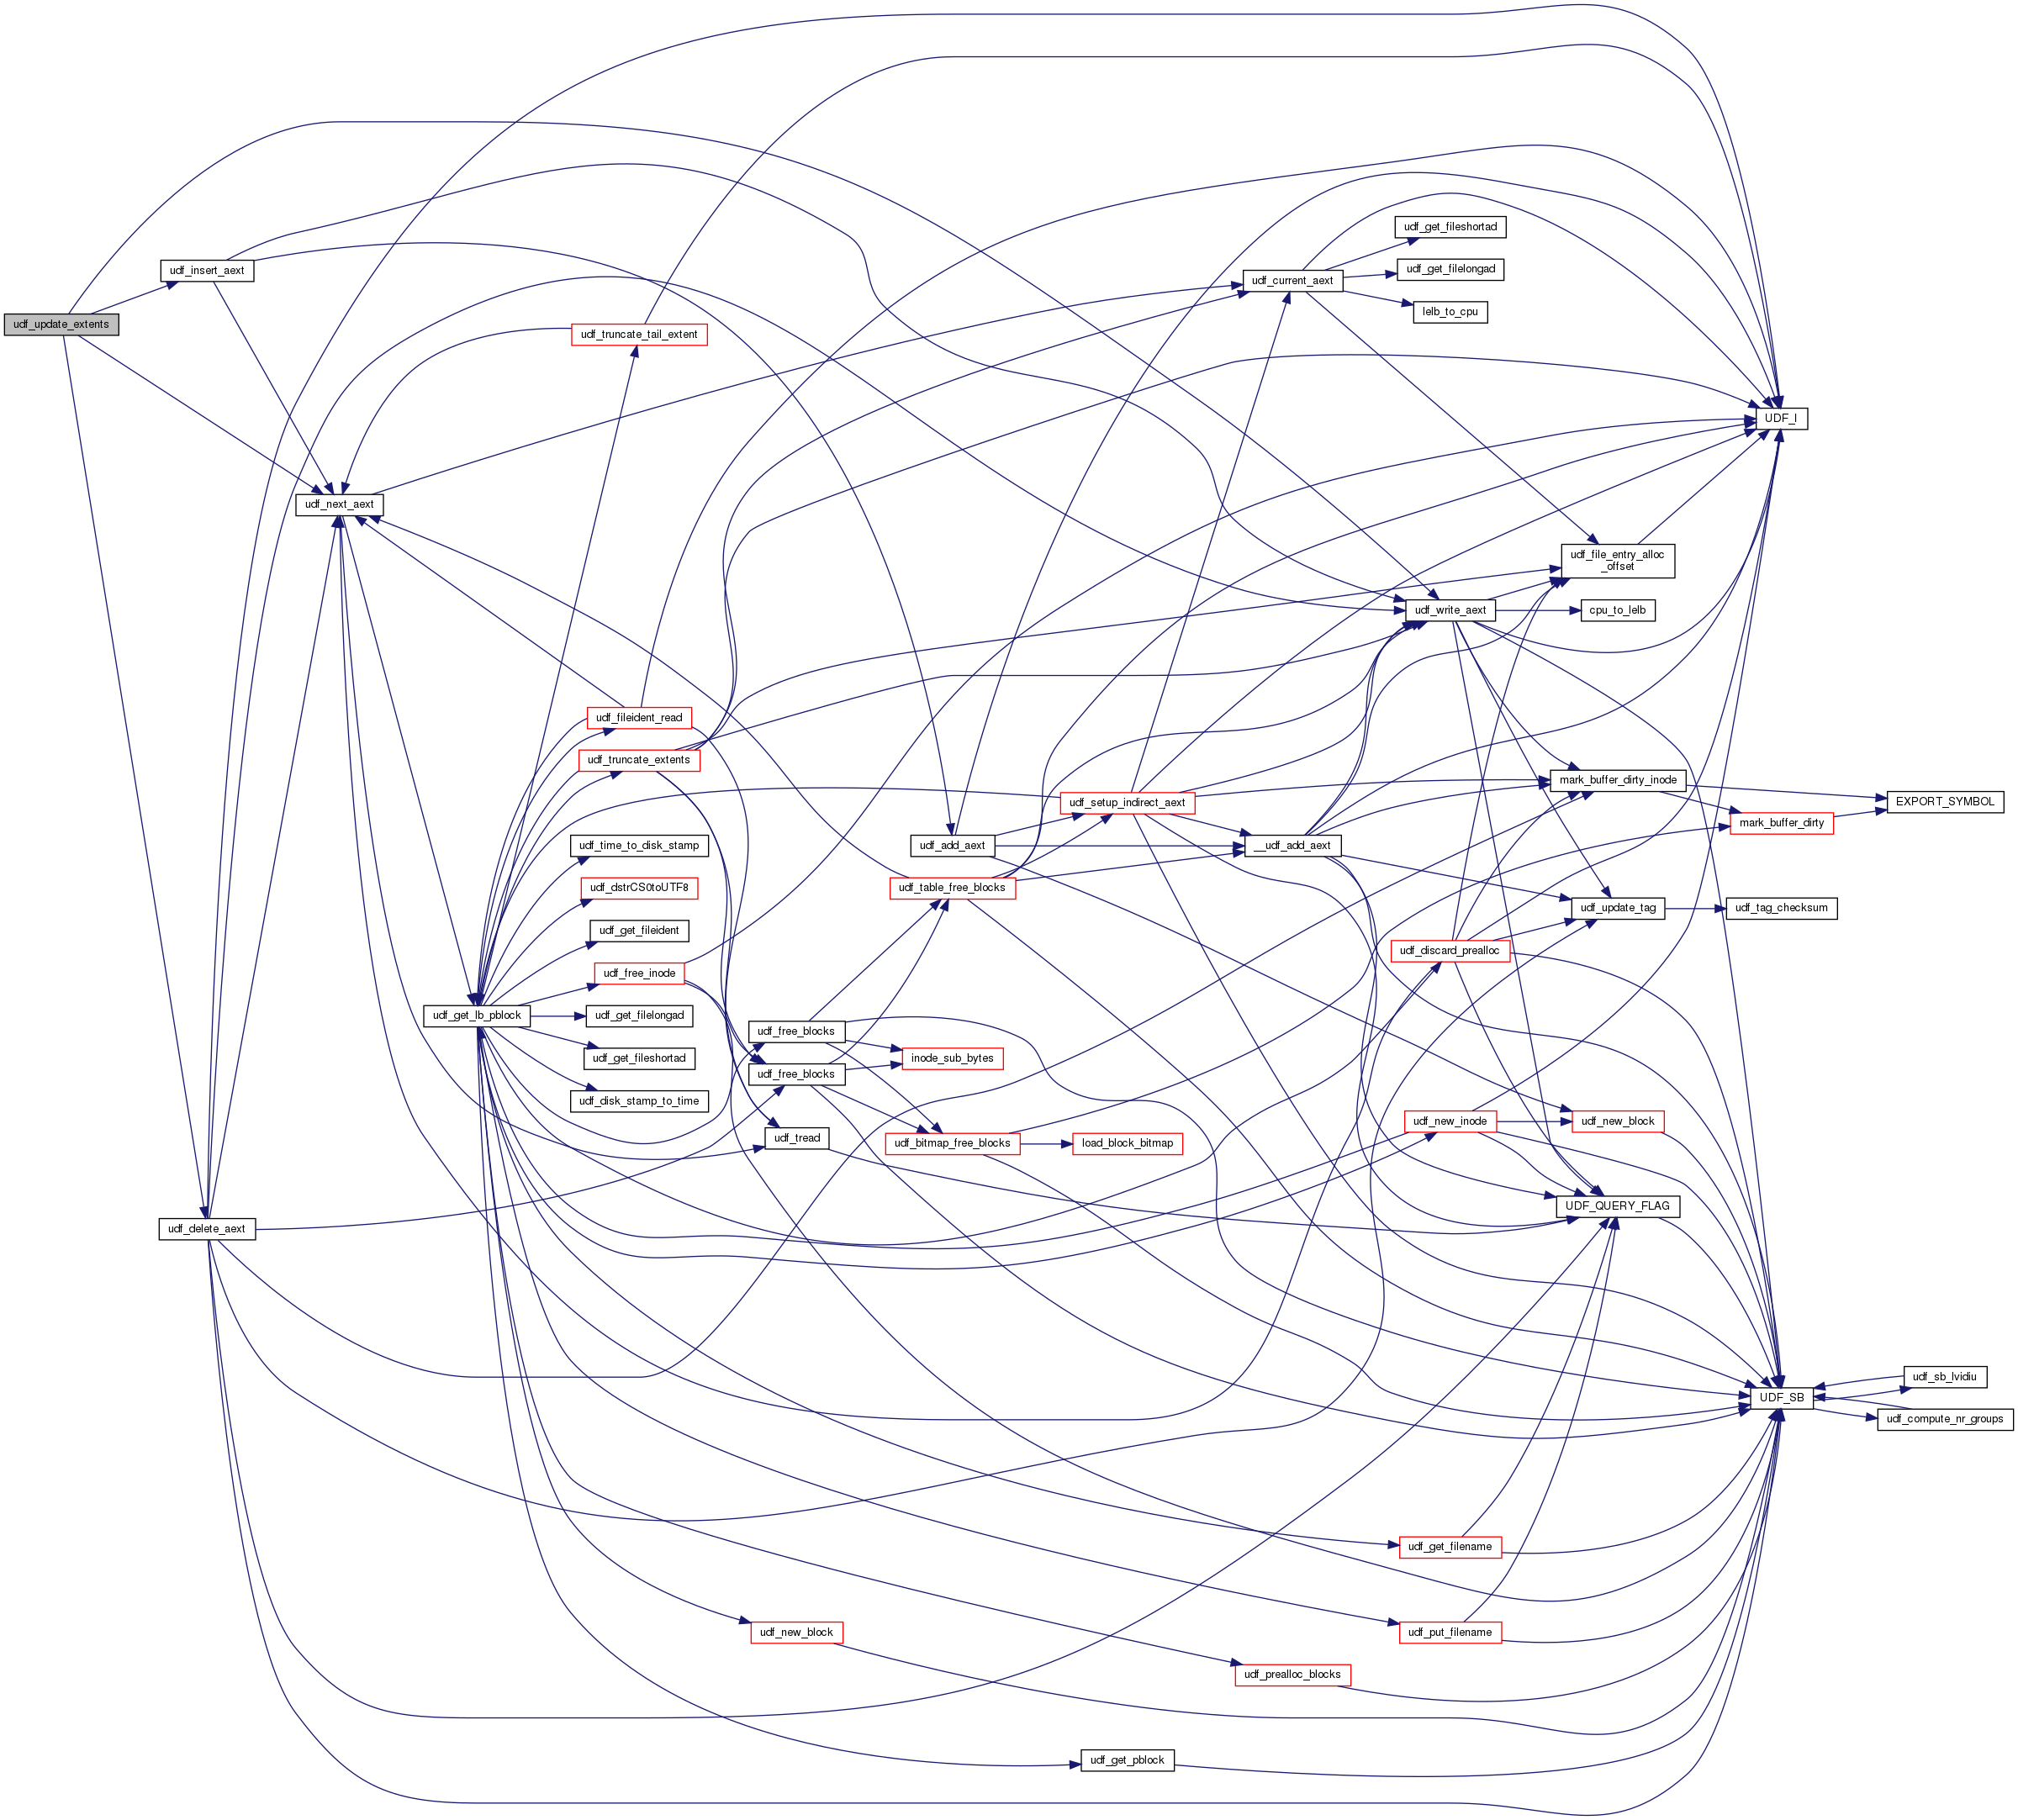 udf_get_fileshortad
udf_insert_aext
udf_get_filelongad
udf_current_aext
lelb_to_cpu
udf_update_extents
udf_truncate_tail_extent
UDF_I
udf_next_aext
udf_file_entry_alloc
_offset
udf_write_aext
cpu_to_lelb
udf_fileident_read
udf_truncate_extents
mark_buffer_dirty_inode
udf_setup_indirect_aext
EXPORT_SYMBOL
mark_buffer_dirty
udf_time_to_disk_stamp
udf_add_aext
__udf_add_aext
udf_dstrCS0toUTF8
udf_table_free_blocks
udf_update_tag
udf_tag_checksum
udf_get_fileident
udf_discard_prealloc
udf_free_inode
udf_get_lb_pblock
udf_get_filelongad
udf_free_blocks
udf_get_fileshortad
inode_sub_bytes
udf_free_blocks
udf_disk_stamp_to_time
udf_new_inode
udf_new_block
udf_tread
udf_bitmap_free_blocks
load_block_bitmap
UDF_QUERY_FLAG
udf_delete_aext
udf_sb_lvidiu
UDF_SB
udf_compute_nr_groups
udf_get_filename
udf_new_block
udf_put_filename
udf_prealloc_blocks
udf_get_pblock